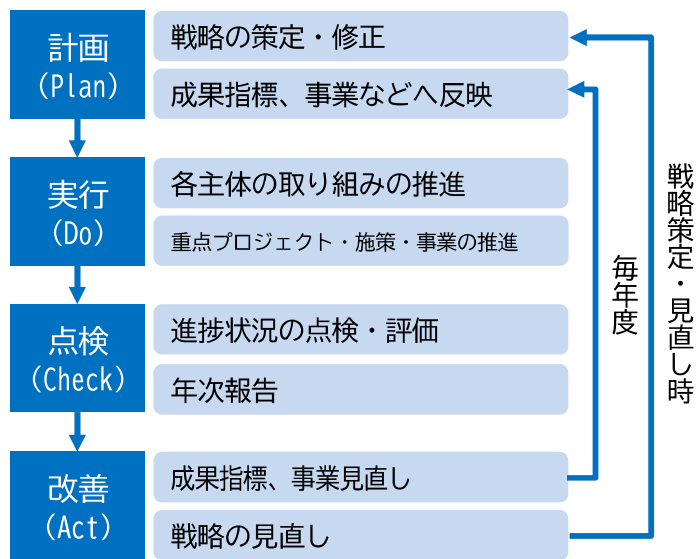 計画
(Plan)
戦略の策定・修正
成果指標、事業などへ反映
実行
(Do)
各主体の取り組みの推進
重点プロジェクト・施策・事業の推進
点検
(Check)
進捗状況の点検・評価
年次報告
改善
(Act)
成果指標、事業見直し
戦略の見直し
毎年度
戦略策定・見直し時